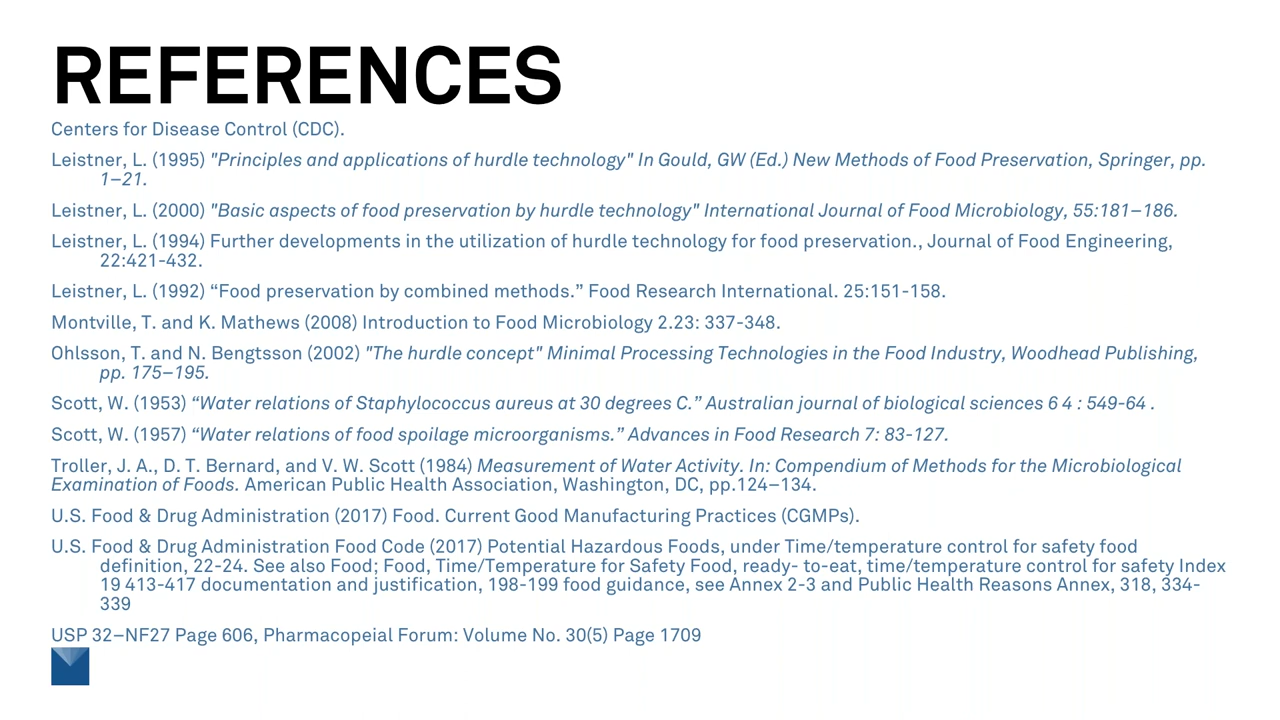 REFERENCES
Centers for Disease Control (CDC).
Leistner, L. (1995) "Principles and applications of hurdle technology" In Gould, GW (Ed.) New Methods of Food Preservation, Springer, pp.
1–21.
Leistner, L. (2000) "Basic aspects of food preservation by hurdle technology" International Journal of Food Microbiology, 55:181–186.
Leistner, L. (1994) Further developments in the utilization of hurdle technology for food preservation., Journal of Food Engineering,
22:421-432.
Leistner, L. (1992) “Food preservation by combined methods.” Food Research International. 25:151-158.
Montville, T. and K. Mathews (2008) Introduction to Food Microbiology 2.23: 337-348.
Ohlsson, T. and N. Bengtsson (2002) "The hurdle concept" Minimal Processing Technologies in the Food Industry, Woodhead Publishing,
pp. 175–195.
Scott, W. (1953) “Water relations of Staphylococcus aureus at 30 degrees C.” Australian journal of biological sciences 6 4 : 549-64 .
Scott, W. (1957) “Water relations of food spoilage microorganisms.” Advances in Food Research 7: 83-127.
Troller, J. A., D. T. Bernard, and V. W. Scott (1984) Measurement of Water Activity. In: Compendium of Methods for the Microbiological
Examination of Foods. American Public Health Association, Washington, DC, pp.124–134.
U.S. Food & Drug Administration (2017) Food. Current Good Manufacturing Practices (CGMPs).
U.S. Food & Drug Administration Food Code (2017) Potential Hazardous Foods, under Time/temperature control for safety food
definition, 22-24. See also Food; Food, Time/Temperature for Safety Food, ready- to-eat, time/temperature control for safety Index
19 413-417 documentation and justification, 198-199 food guidance, see Annex 2-3 and Public Health Reasons Annex, 318, 334-
339
USP 32–NF27 Page 606, Pharmacopeial Forum: Volume No. 30(5) Page 1709